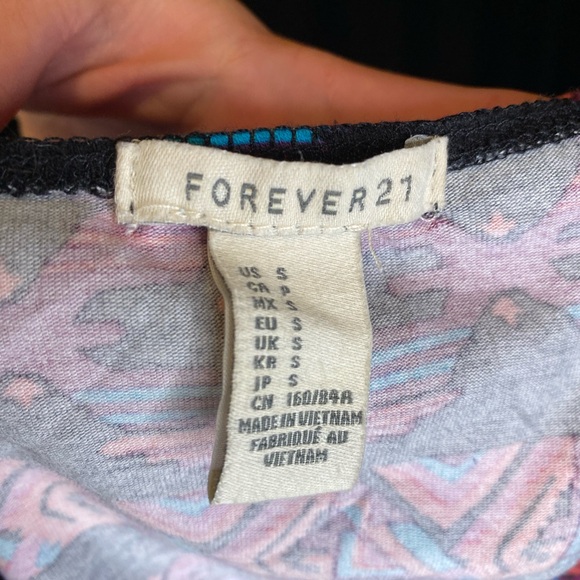 FOREVER 21
US S
CA P
MX S
EU S
UK S
KR S
JP S
CN 160/84A
MADE IN VIETNAM
FABRIQUÉ AU
VIETNAM